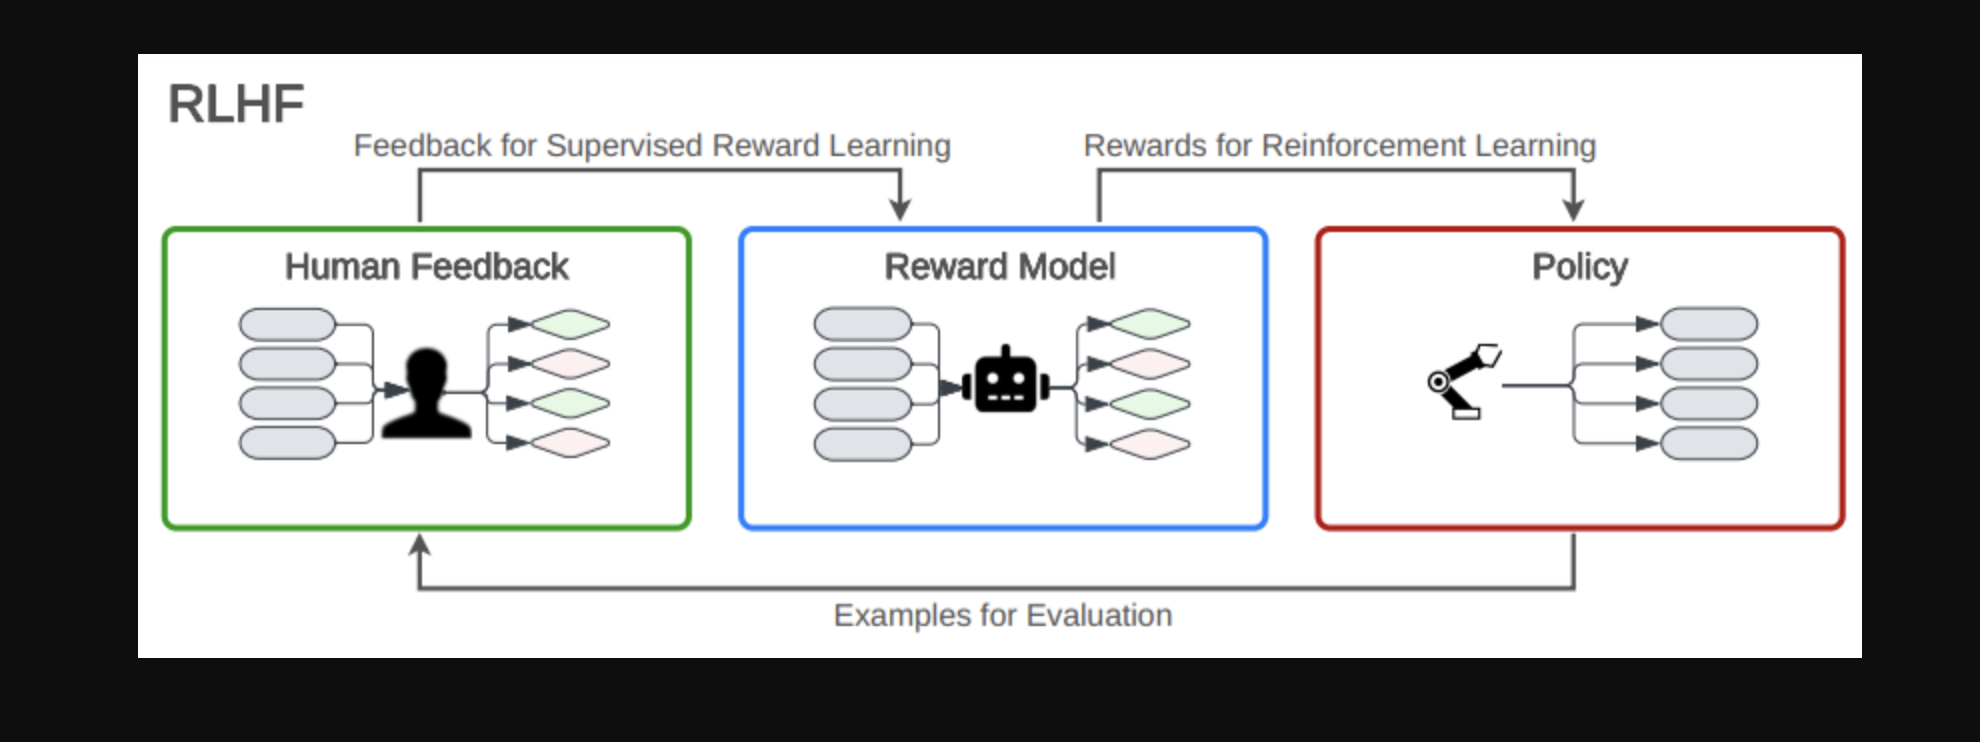 RLHF
Feedback for Supervised Reward Learning
Rewards for Reinforcement Learning
Human Feedback
Reward Model
Policy
Examples for Evaluation